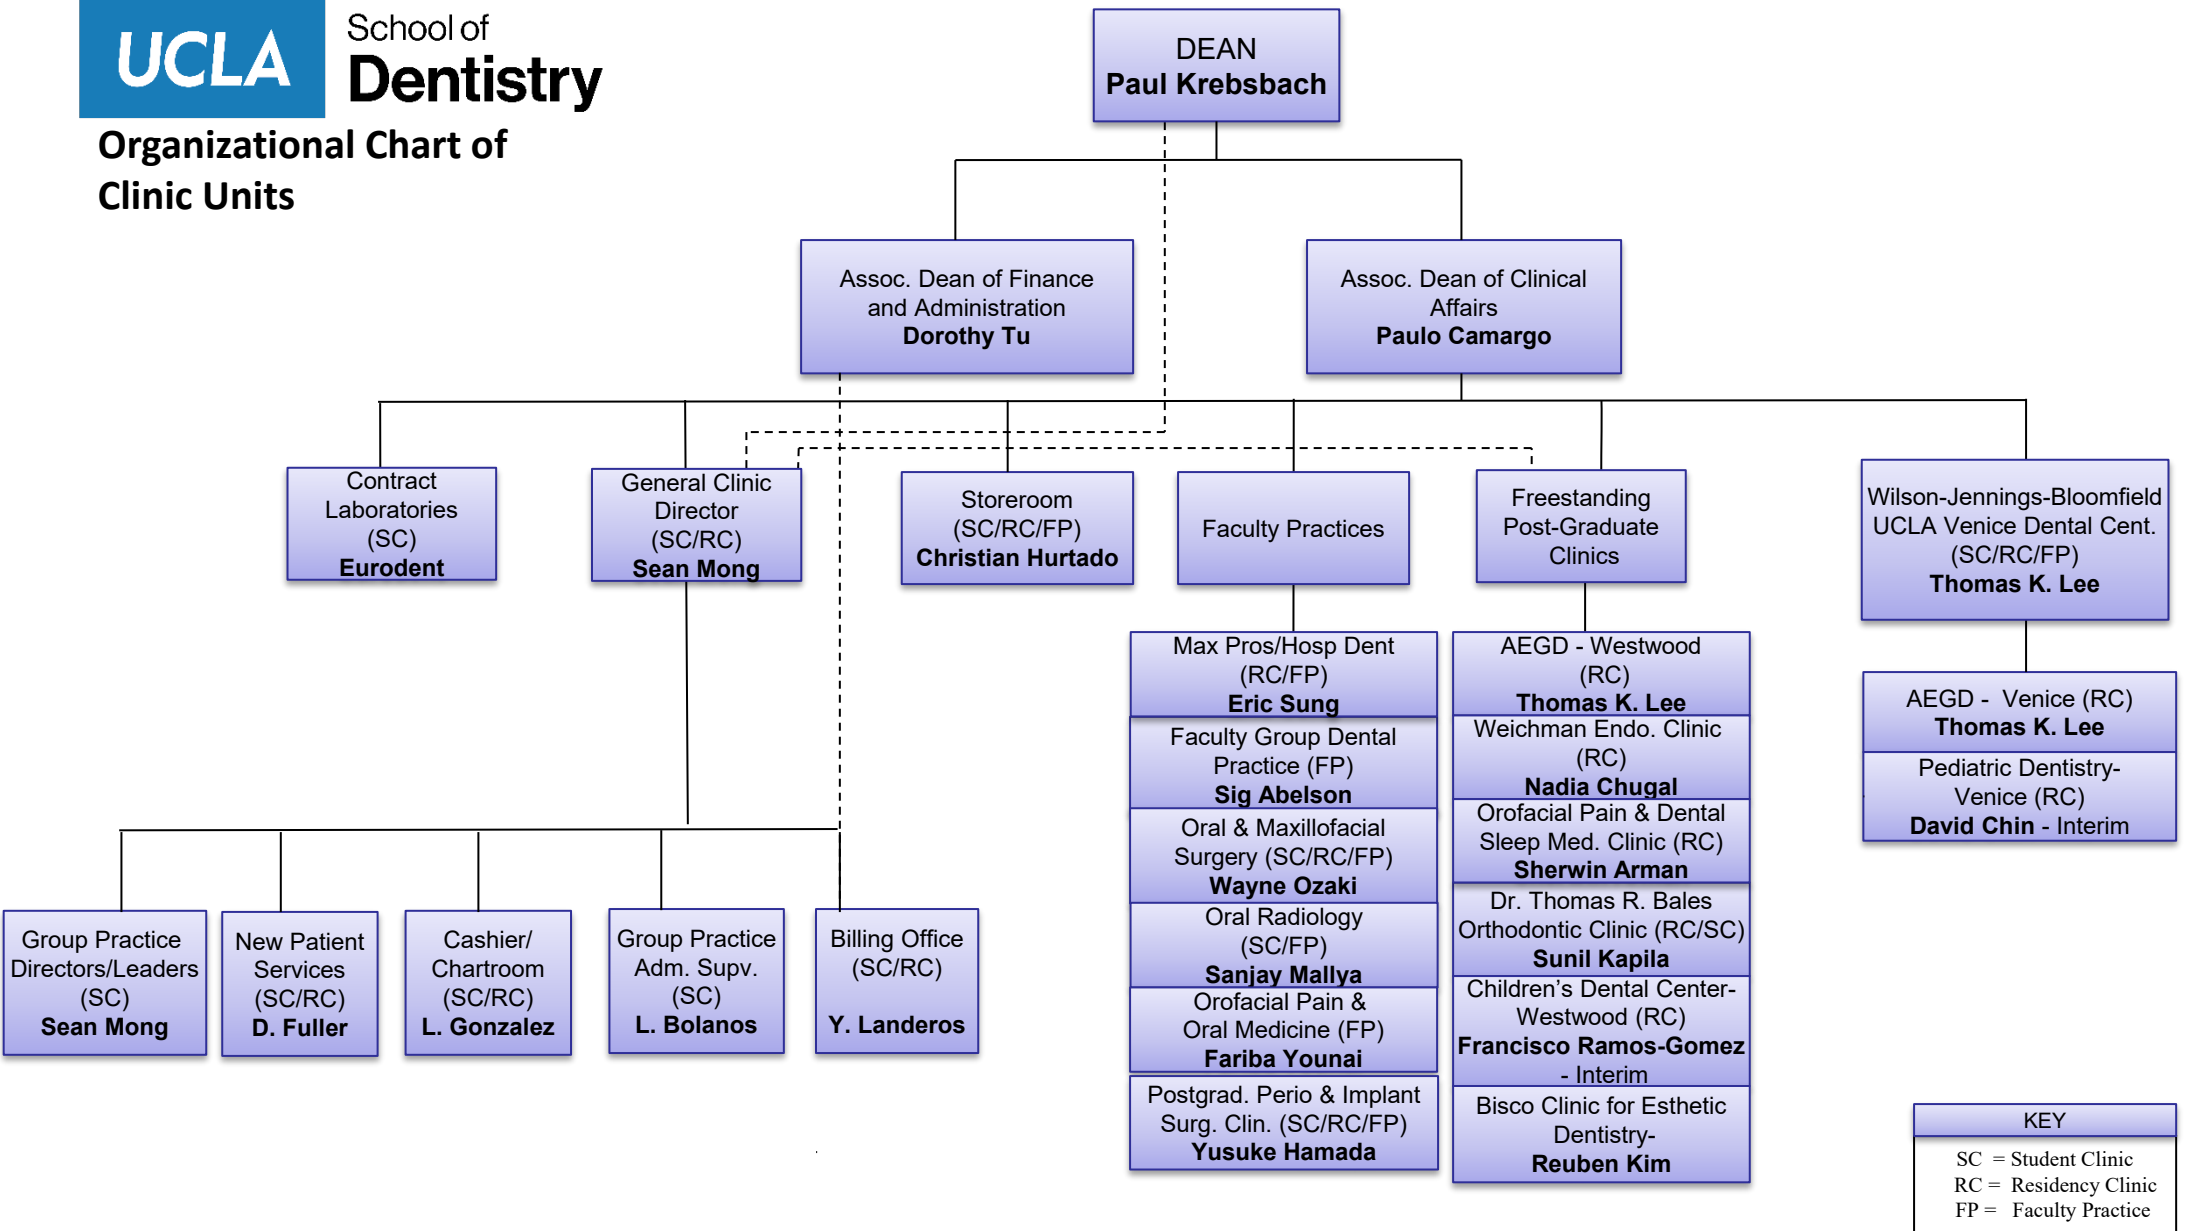 UCLA
School of
Dentistry
Organizational Chart of
Clinic Units
DEAN
Paul Krebsbach
Assoc. Dean of Finance
and Administration
Dorothy Tu
Assoc. Dean of Clinical
Affairs
Paulo Camargo
Contract
Laboratories
(SC)
Eurodent
General Clinic
Director
(SC/RC)
Sean Mong
Storeroom
(SC/RC/FP)
Christian Hurtado
Faculty Practices
Freestanding
Post-Graduate
Clinics
Wilson-Jennings-Bloomfield
UCLA Venice Dental Cent.
(SC/RC/FP)
Thomas K. Lee
Max Pros/Hosp Dent
(RC/FP)
Eric Sung
Faculty Group Dental
Practice (FP)
Sig Abelson
Oral & Maxillofacial
Surgery (SC/RC/FP)
Wayne Ozaki
Oral Radiology
(SC/FP)
Sanjay Mallya
Orofacial Pain &
Oral Medicine (FP)
Fariba Younai
Postgrad. Perio & Implant
Surg. Clin. (SC/RC/FP)
Yusuke Hamada
AEGD - Westwood
(RC)
Thomas K. Lee
Weichman Endo. Clinic
(RC)
Nadia Chugal
Orofacial Pain & Dental
Sleep Med. Clinic (RC)
Sherwin Arman
Dr. Thomas R. Bales
Orthodontic Clinic (RC/SC)
Sunil Kapila
Children’s Dental Center-
Westwood (RC)
Francisco Ramos-Gomez
- Interim
Bisco Clinic for Esthetic
Dentistry-
Reuben Kim
AEGD - Venice (RC)
Thomas K. Lee
Pediatric Dentistry-
Venice (RC)
David Chin - Interim
Group Practice
Directors/Leaders
(SC)
Sean Mong
New Patient
Services
(SC/RC)
D. Fuller
Cashier/
Chartroom
(SC/RC)
L. Gonzalez
Group Practice
Adm. Supv.
(SC)
L. Bolanos
Billing Office
(SC/RC)
Y. Landeros
KEY
SC = Student Clinic
RC = Residency Clinic
FP = Faculty Practice